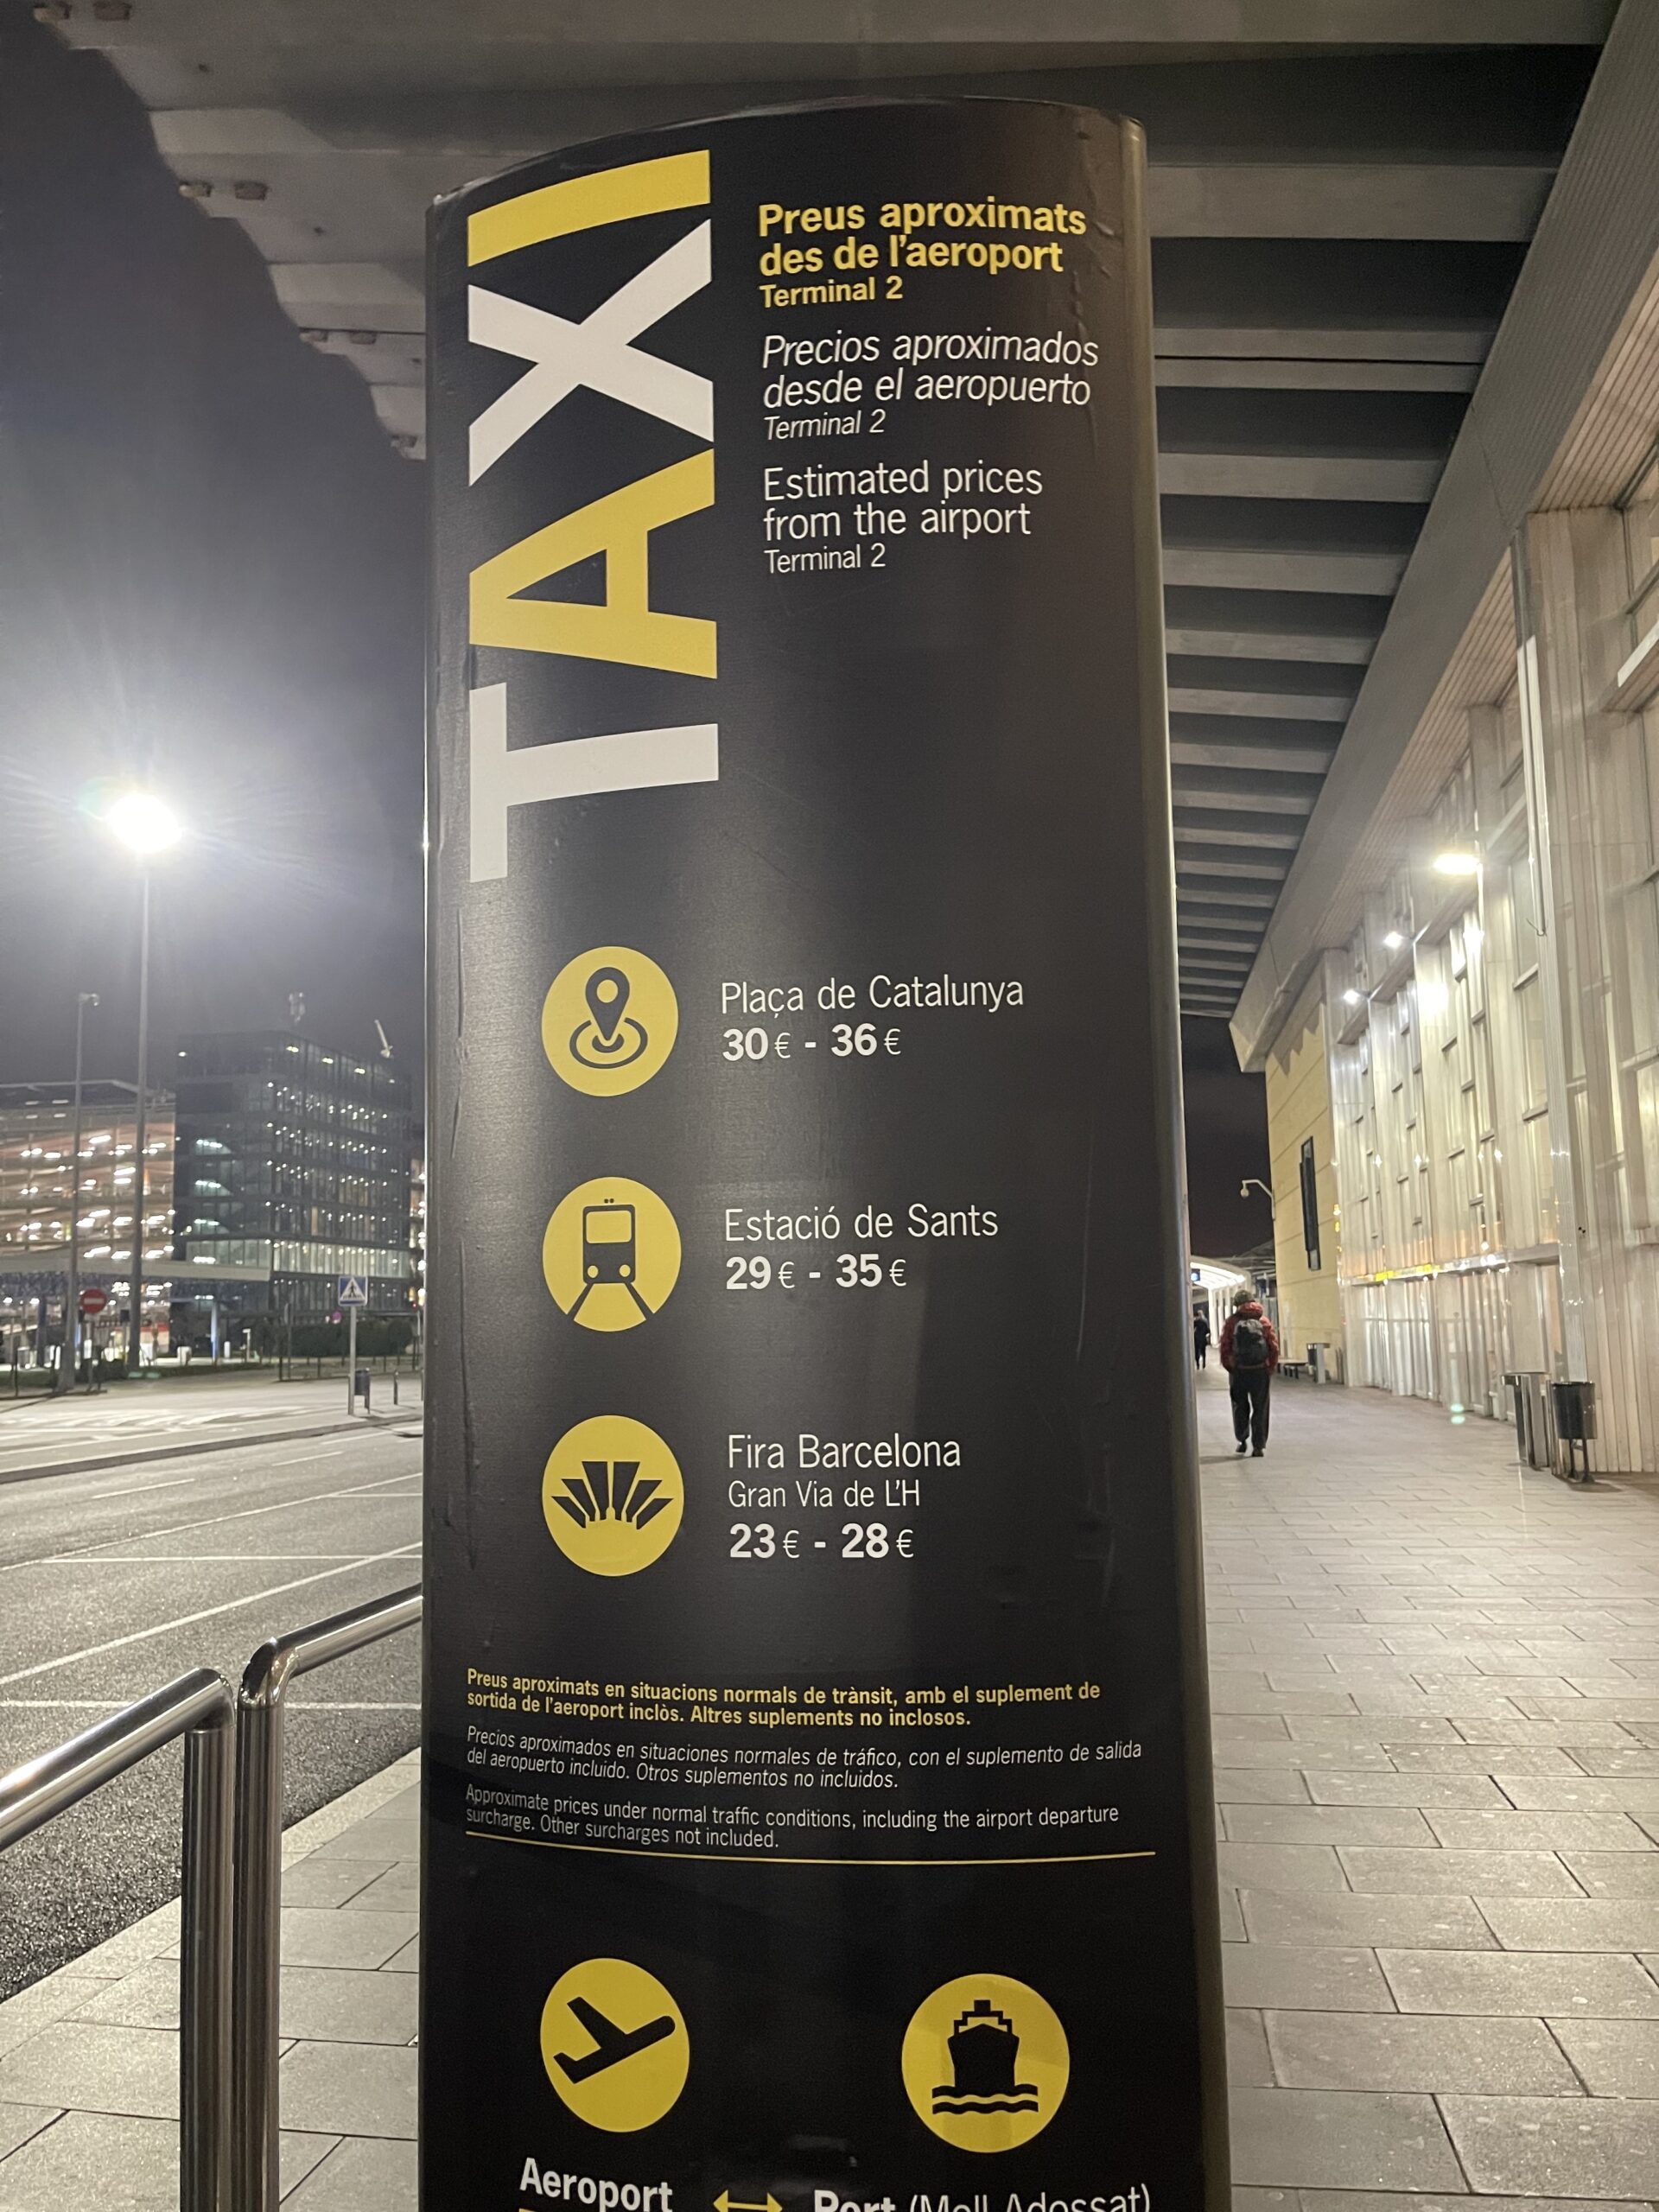 TAXI
Preus aproximats
des de l'aeroport
Terminal 2
Precios aproximados
desde el aeropuerto
Terminal 2
Estimated prices
from the airport
Terminal 2
Plaça de Catalunya
30€ - 36€
Estació de Sants
29€ - 35€
Fira Barcelona
Gran Via de L'H
23€ - 28€
Preus aproximats en situacions normals de trànsit, amb el suplement de
sortida de l'aeroport inclòs. Altres suplements no inclosos.
Precios aproximados en situaciones normales de tráfico, con el suplemento de salida
del aeropuerto incluido. Otros suplementos no incluidos.
Approximate prices under normal traffic conditions, including the airport departure
surcharge. Other surcharges not included.
Aeroport ↔ Port (Moll Adossat)